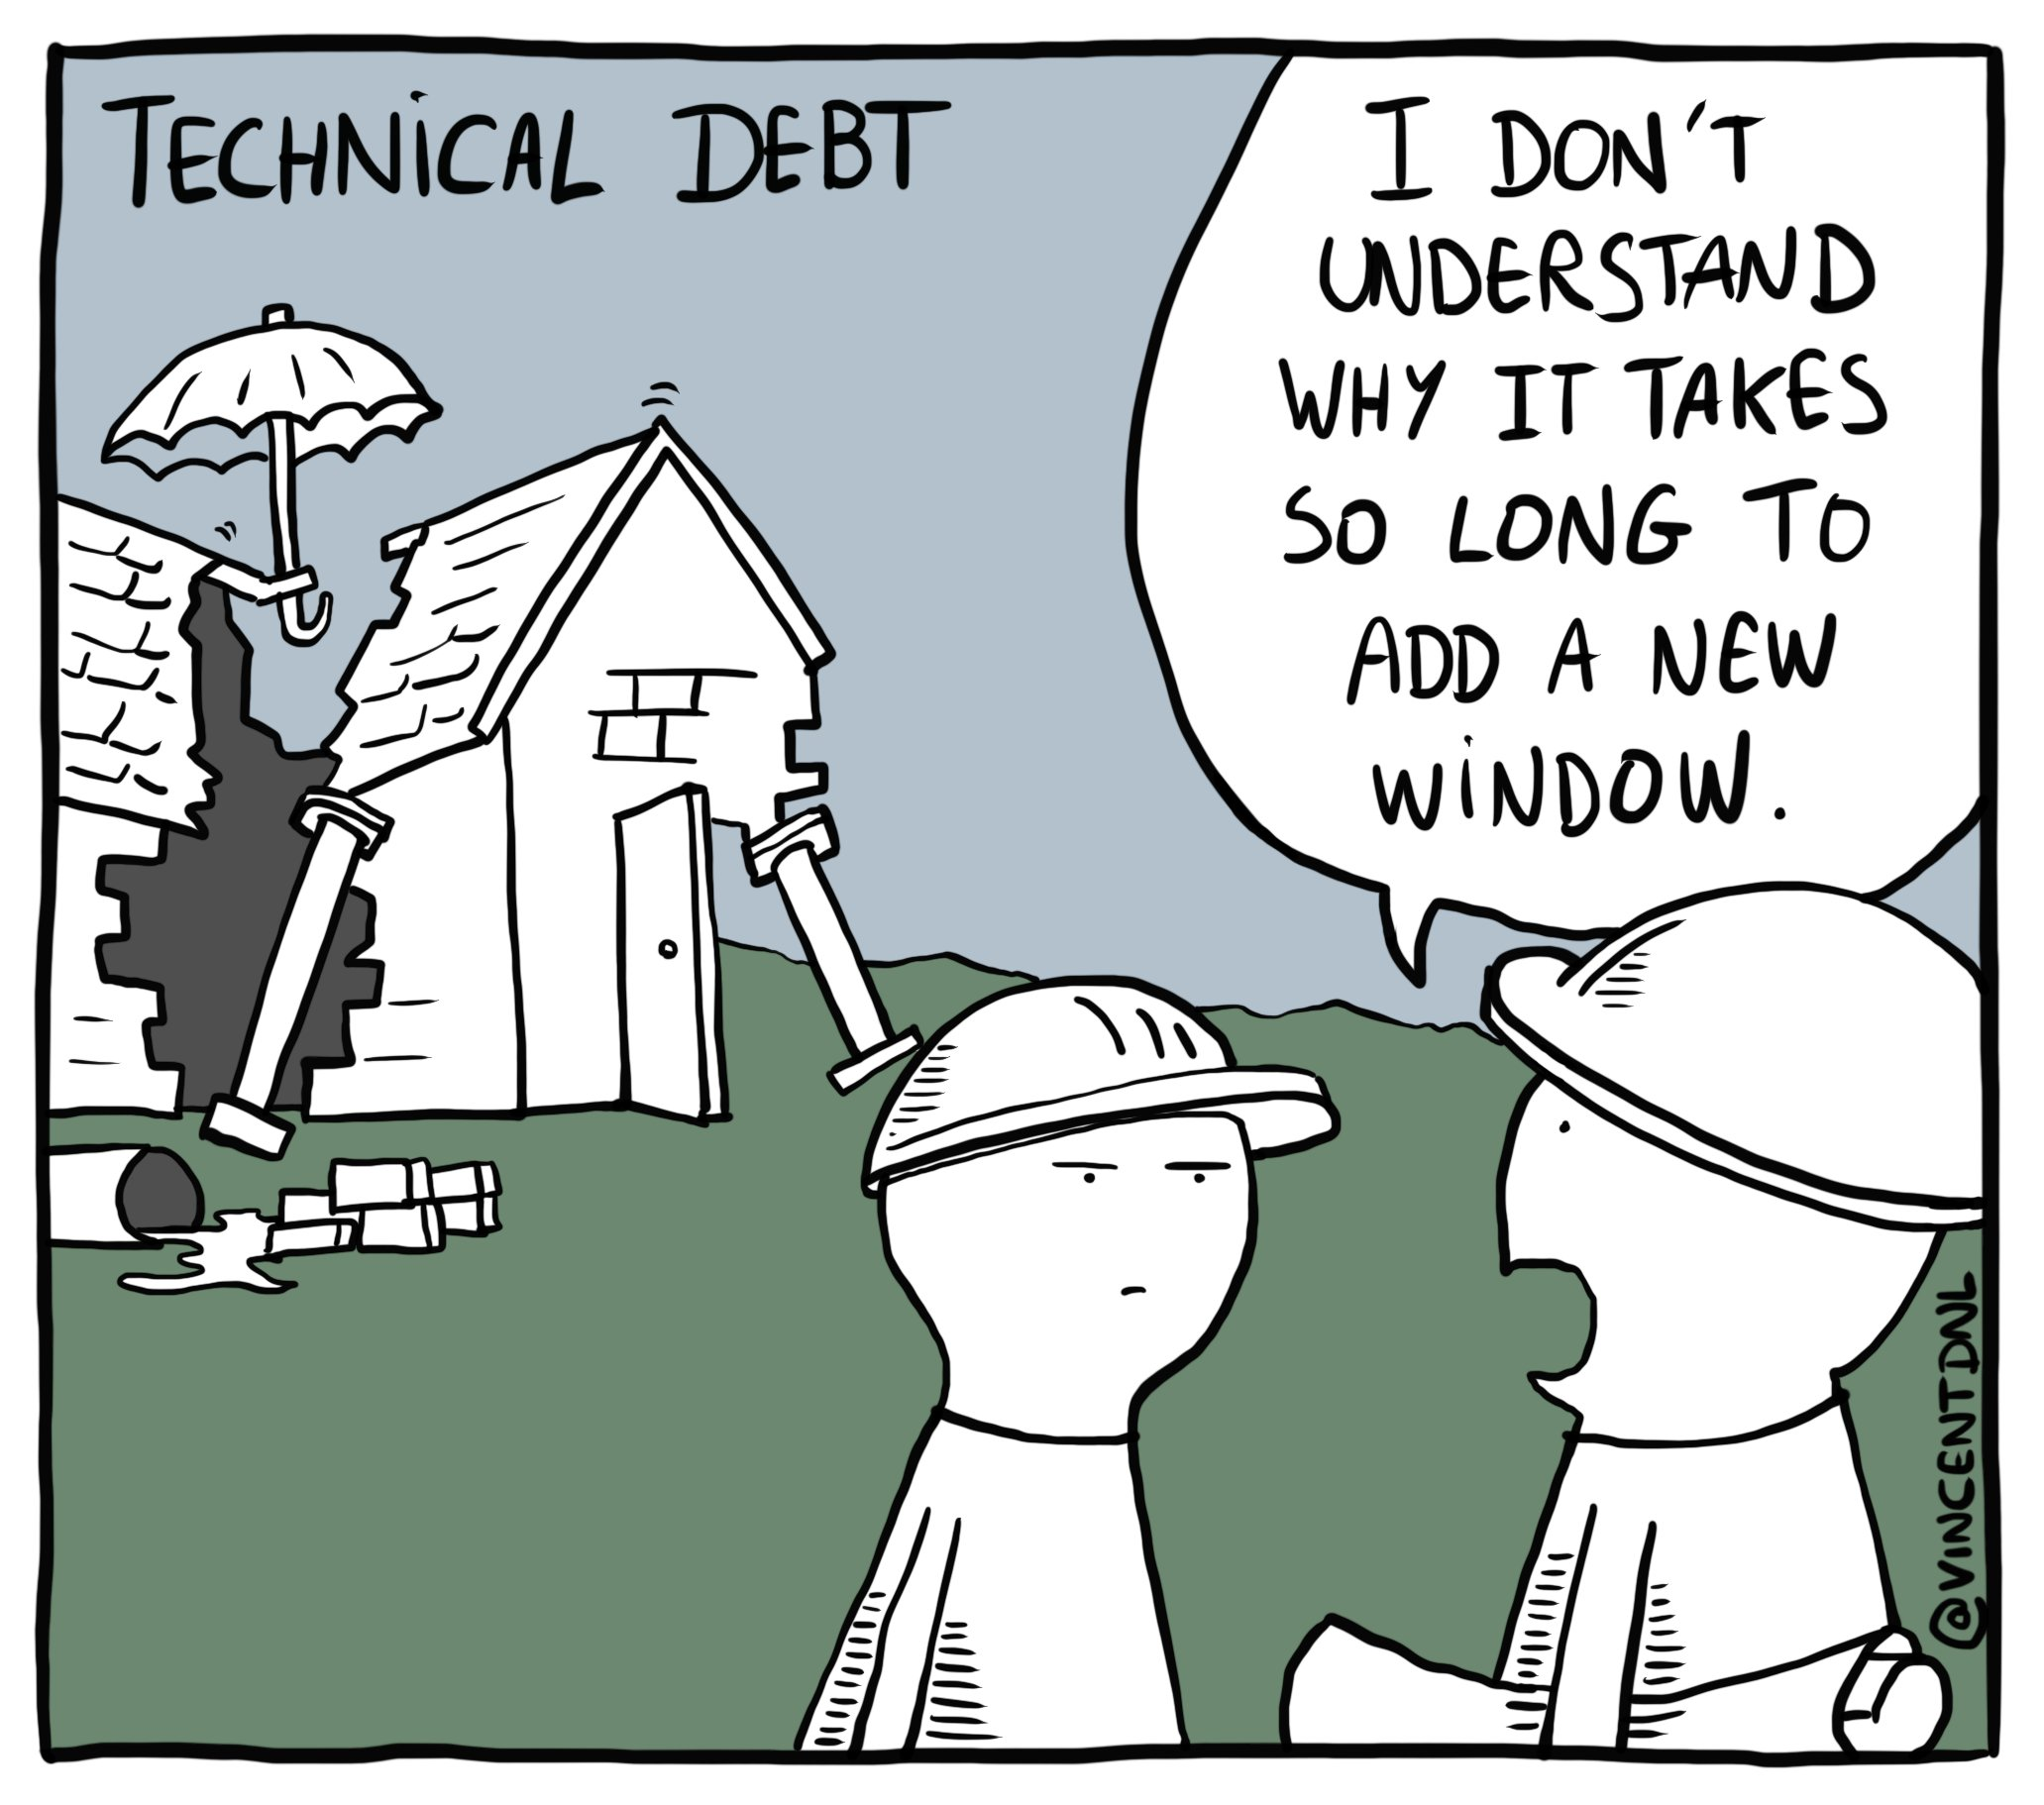 TECHNICAL DEBT
I DON'T
UNDERSTAND
WHY IT TAKES
SO LONG TO
ADD A NEW
WINDOW.
@VINCENTDNL